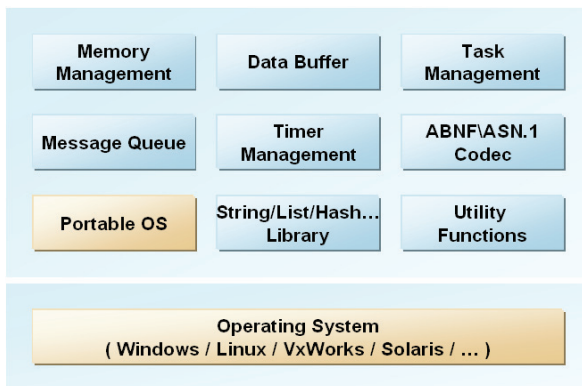 Memory
Management
Data Buffer
Task
Management
Message Queue
Timer
Management
ABNF\ASN.1
Codec
Portable OS
String/List/Hash...
Library
Utility
Functions
Operating System
( Windows / Linux / VxWorks / Solaris / ... )